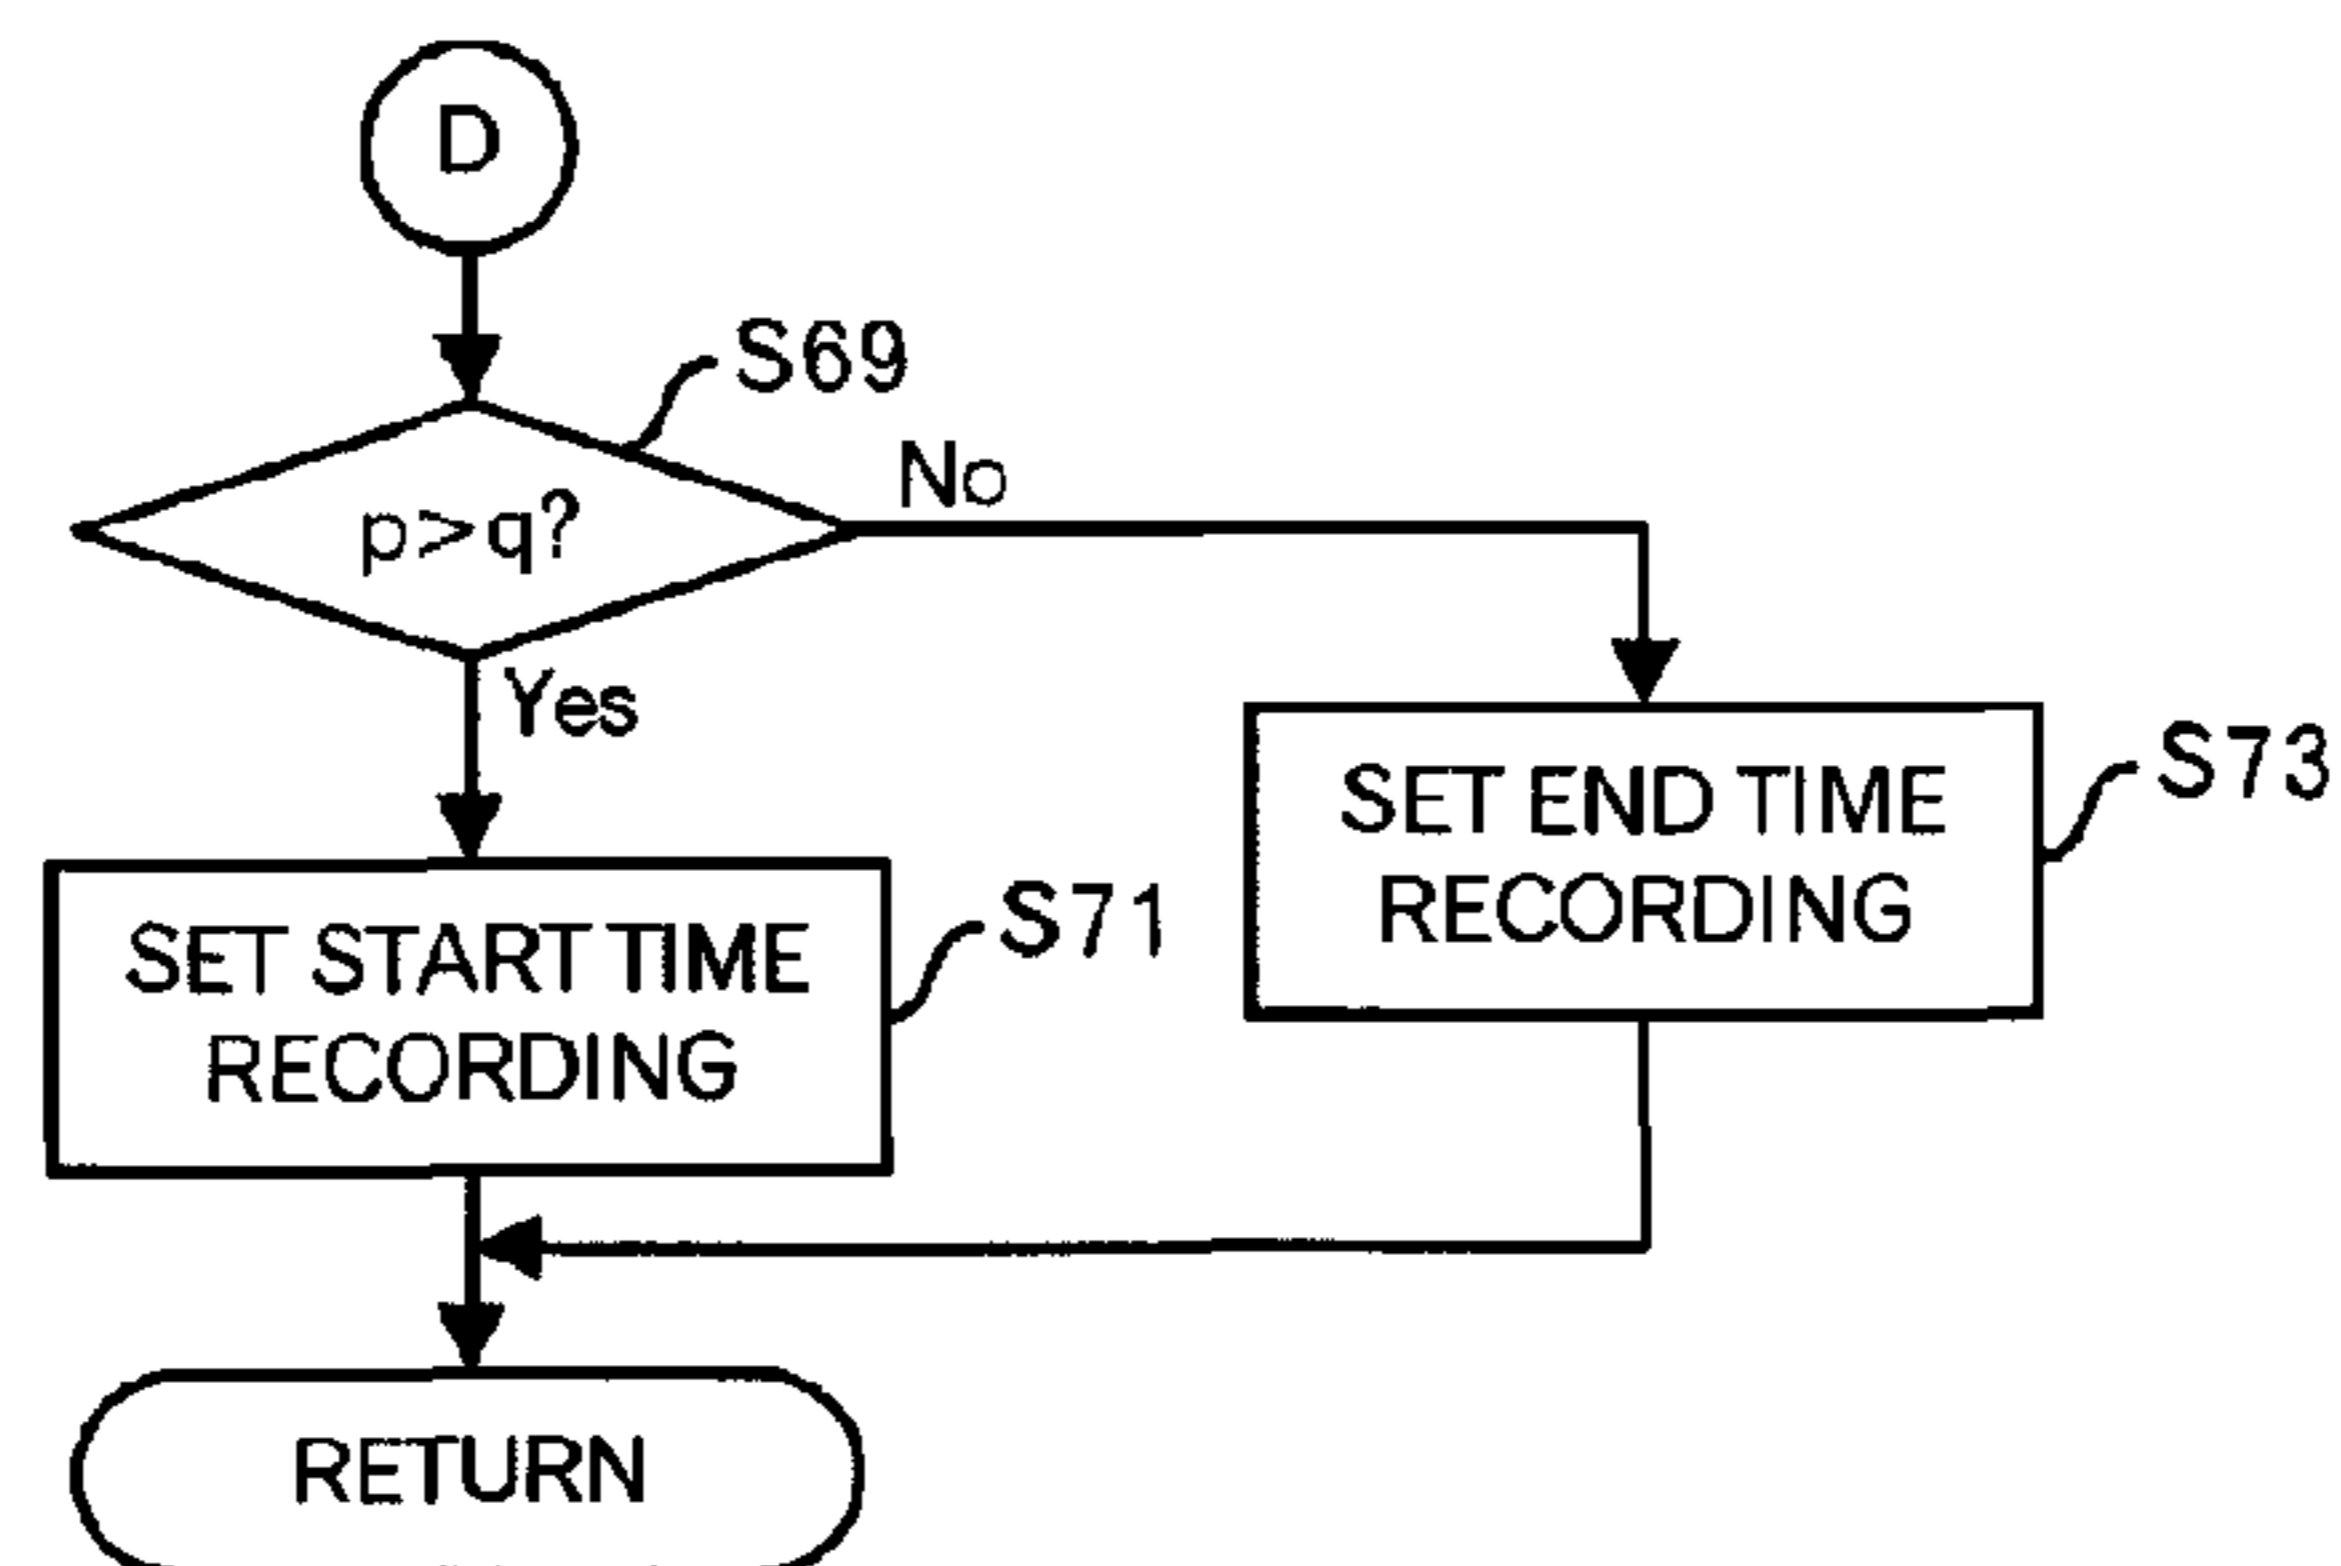 D
S69
p>q?
No
Yes
SET END TIME
RECORDING
S73
SET START TIME
RECORDING
S71
RETURN